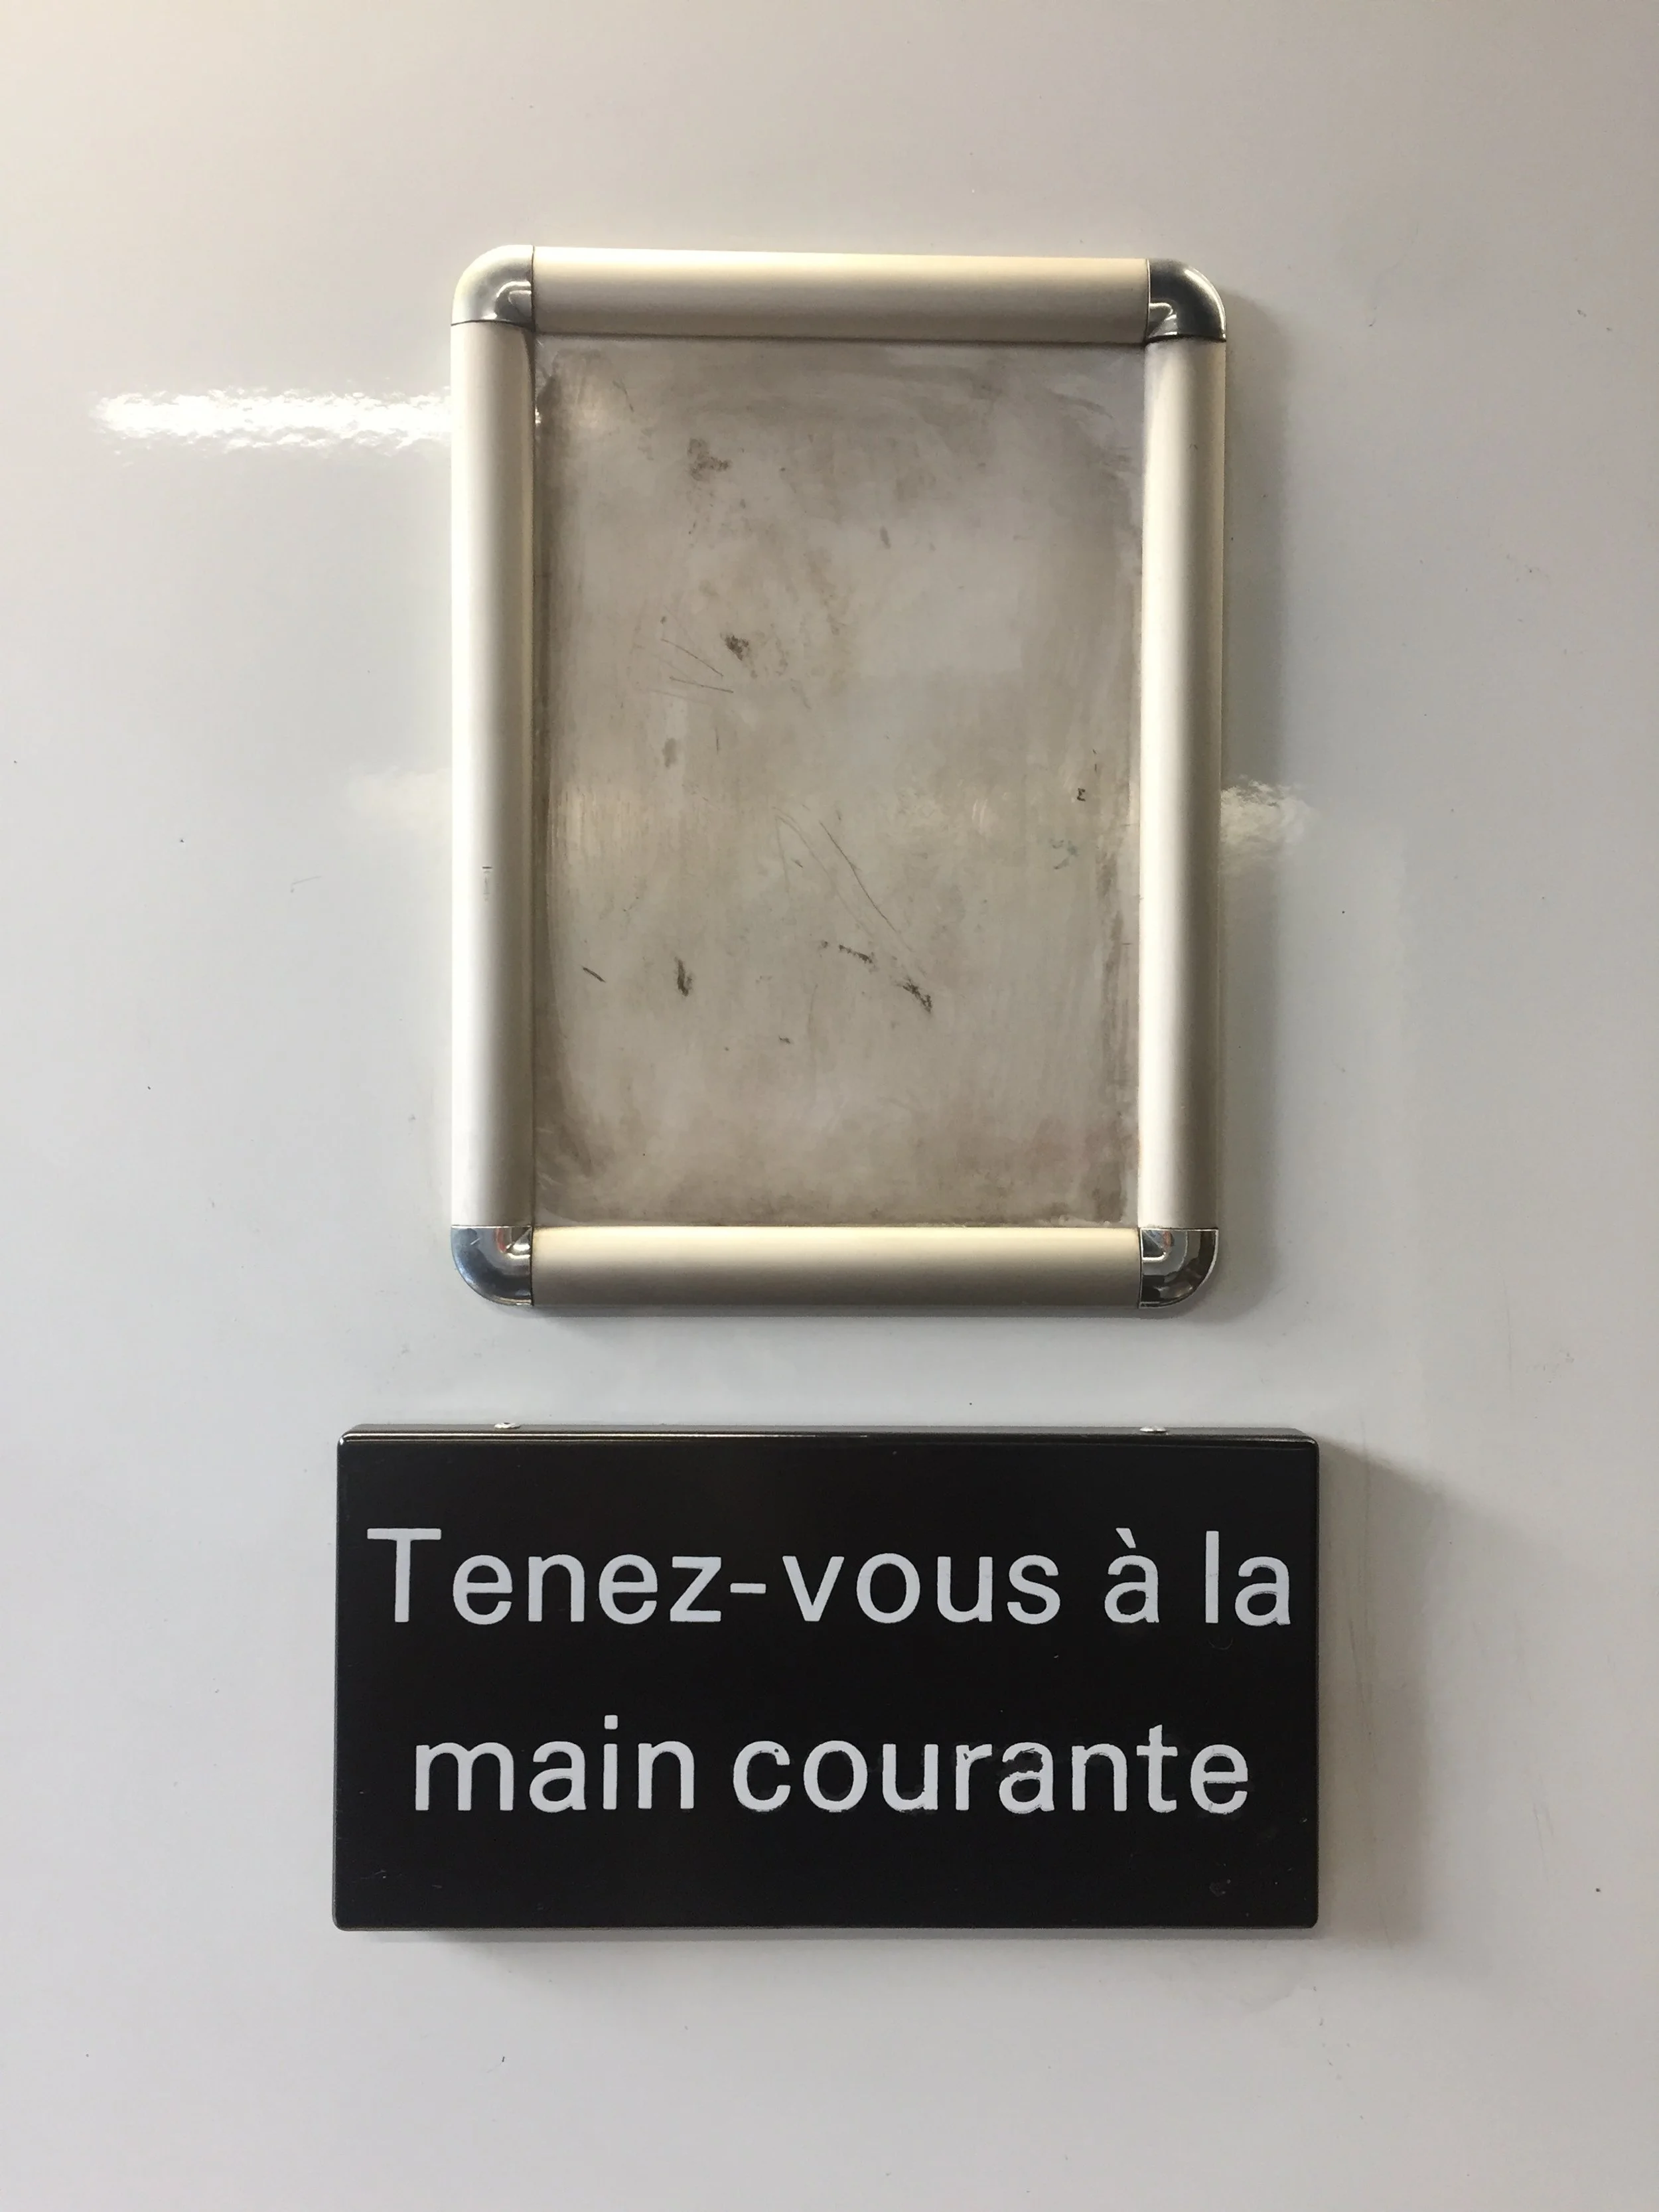 Tenez-vous à la
main courante